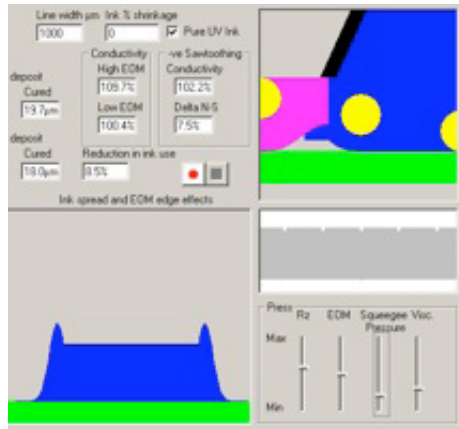 Line width µm Ink % shrinkage
1000 0 Pure UV Ink
Conductivity -ve Sawtoothing
High EOM Conductivity
109.7% 102.2%
deposit
Cured
19.7µm
Low EOM Delta N-S
100.4% 7.5%
deposit
Cured Reduction in ink use
18.0µm 8.5%
Ink spread and EOM edge effects
Press
Rz EOM Squeegee Visc.
Pressure
Max
Min